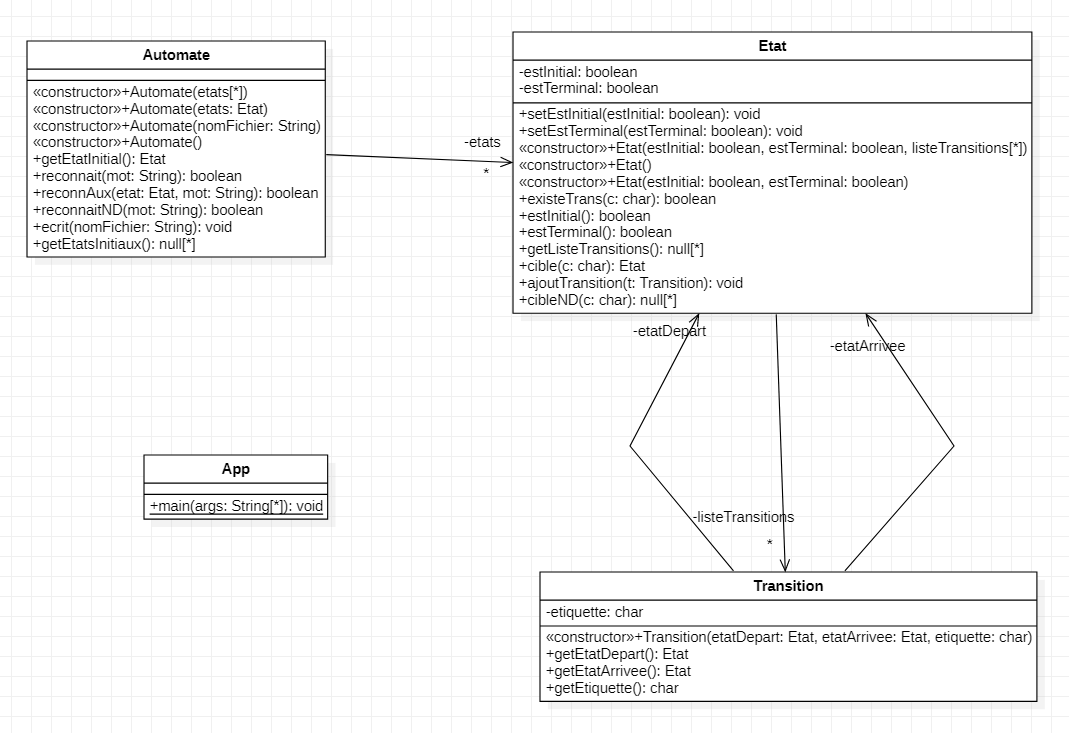 Automate
«constructor»+Automate(etats[*])
«constructor»+Automate(etats: Etat)
«constructor»+Automate(nomFichier: String)
«constructor»+Automate()
+getEtatInitial(): Etat
+reconnait(mot: String): boolean
+reconnAux(etat: Etat, mot: String): boolean
+reconnaitND(mot: String): boolean
+ecrit(nomFichier: String): void
+getEtatsInitiaux(): null[*]
-etats
*
Etat
-estInitial: boolean
-estTerminal: boolean
+setEstInitial(estInitial: boolean): void
+setEstTerminal(estTerminal: boolean): void
«constructor»+Etat(estInitial: boolean, estTerminal: boolean, listeTransitions[*])
«constructor»+Etat()
«constructor»+Etat(estInitial: boolean, estTerminal: boolean)
+existeTrans(c: char): boolean
+estInitial(): boolean
+estTerminal(): boolean
+getListeTransitions(): null[*]
+cible(c: char): Etat
+ajoutTransition(t: Transition): void
+cibleND(c: char): null[*]
-etatDepart
-etatArrivee
App
+main(args: String[*]): void
-listeTransitions
*
Transition
-etiquette: char
«constructor»+Transition(etatDepart: Etat, etatArrivee: Etat, etiquette: char)
+getEtatDepart(): Etat
+getEtatArrivee(): Etat
+getEtiquette(): char